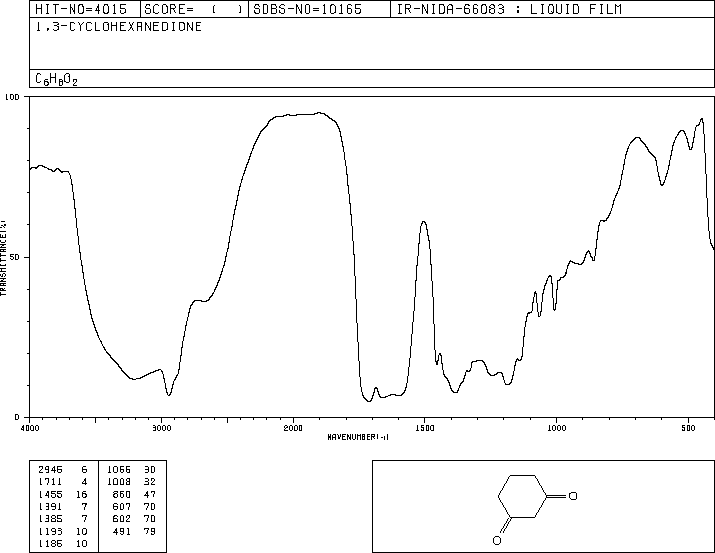 HIT-NO=4015 SCORE= ( ) SDBS-NO=10165 IR-NIDA-66083 : LIQUID FILM
1,3-CYCLOHEXANEDIONE
C6H8O2
100
50
0
TRANSMITTANCE(%)
4000 3000 2000 1500 1000 500
WAVENUMBER(-1)
2946 6 1066 30
1711 4 1008 32
1455 16 860 47
1391 7 607 70
1385 7 602 70
1193 10 491 79
1186 10
O
O